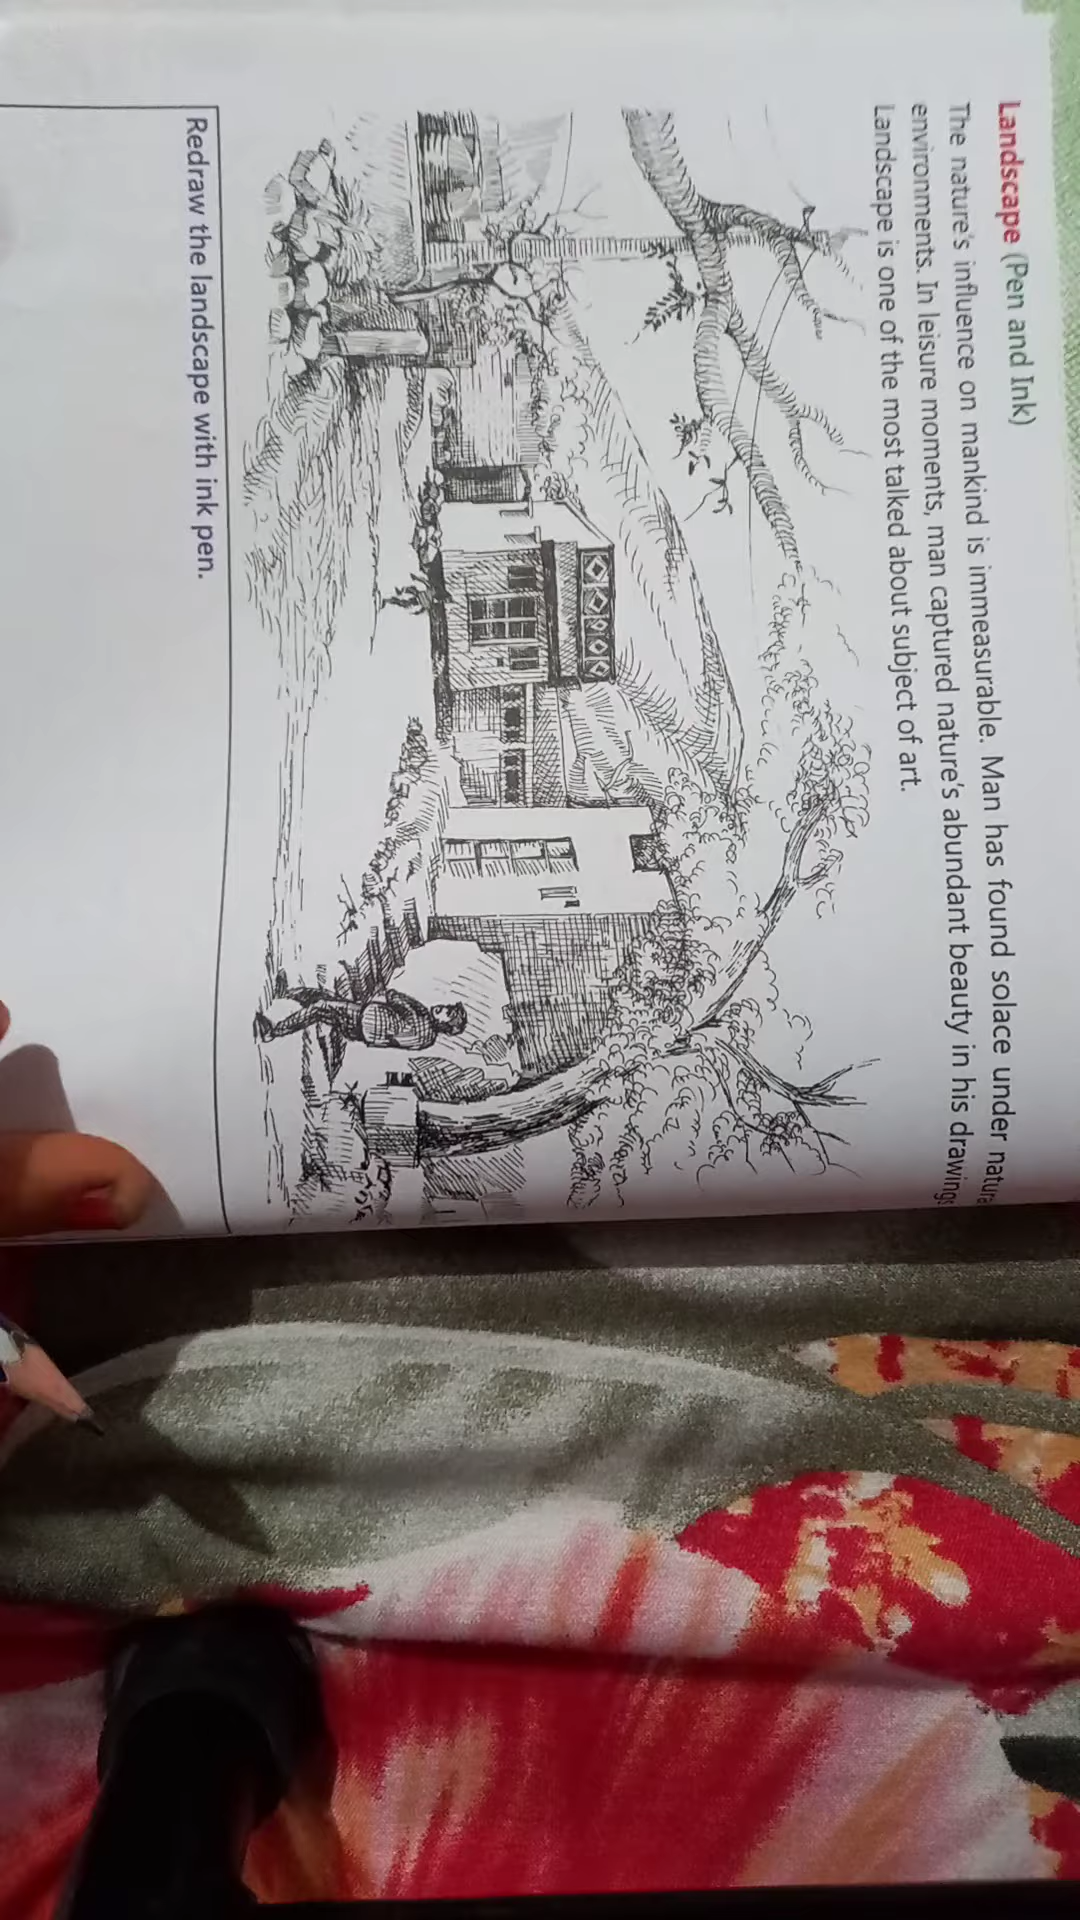 Landscape (Pen and Ink)
The nature's influence on mankind is immeasurable. Man has found solace under
environments. In leisure moments, man captured nature's abundant beauty in his drawings
Landscape is one of the most talked about subject of art.
Redraw the landscape with ink pen.